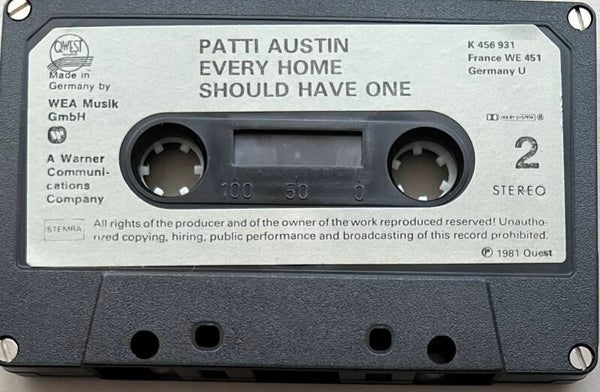 QWEST
Made in
Germany by
WEA Musik
GmbH
A Warner
Communi-
cations
Company
PATTI AUSTIN
EVERY HOME
SHOULD HAVE ONE
K 456 931
France WE 451
Germany U
DOLBY SYSTEM
2
STEREO
100 50 0
STEMRA
All rights of the producer and of the owner of the work reproduced reserved! Unautho-
rized copying, hiring, public performance and broadcasting of this record prohibited.
℗ 1981 Quest